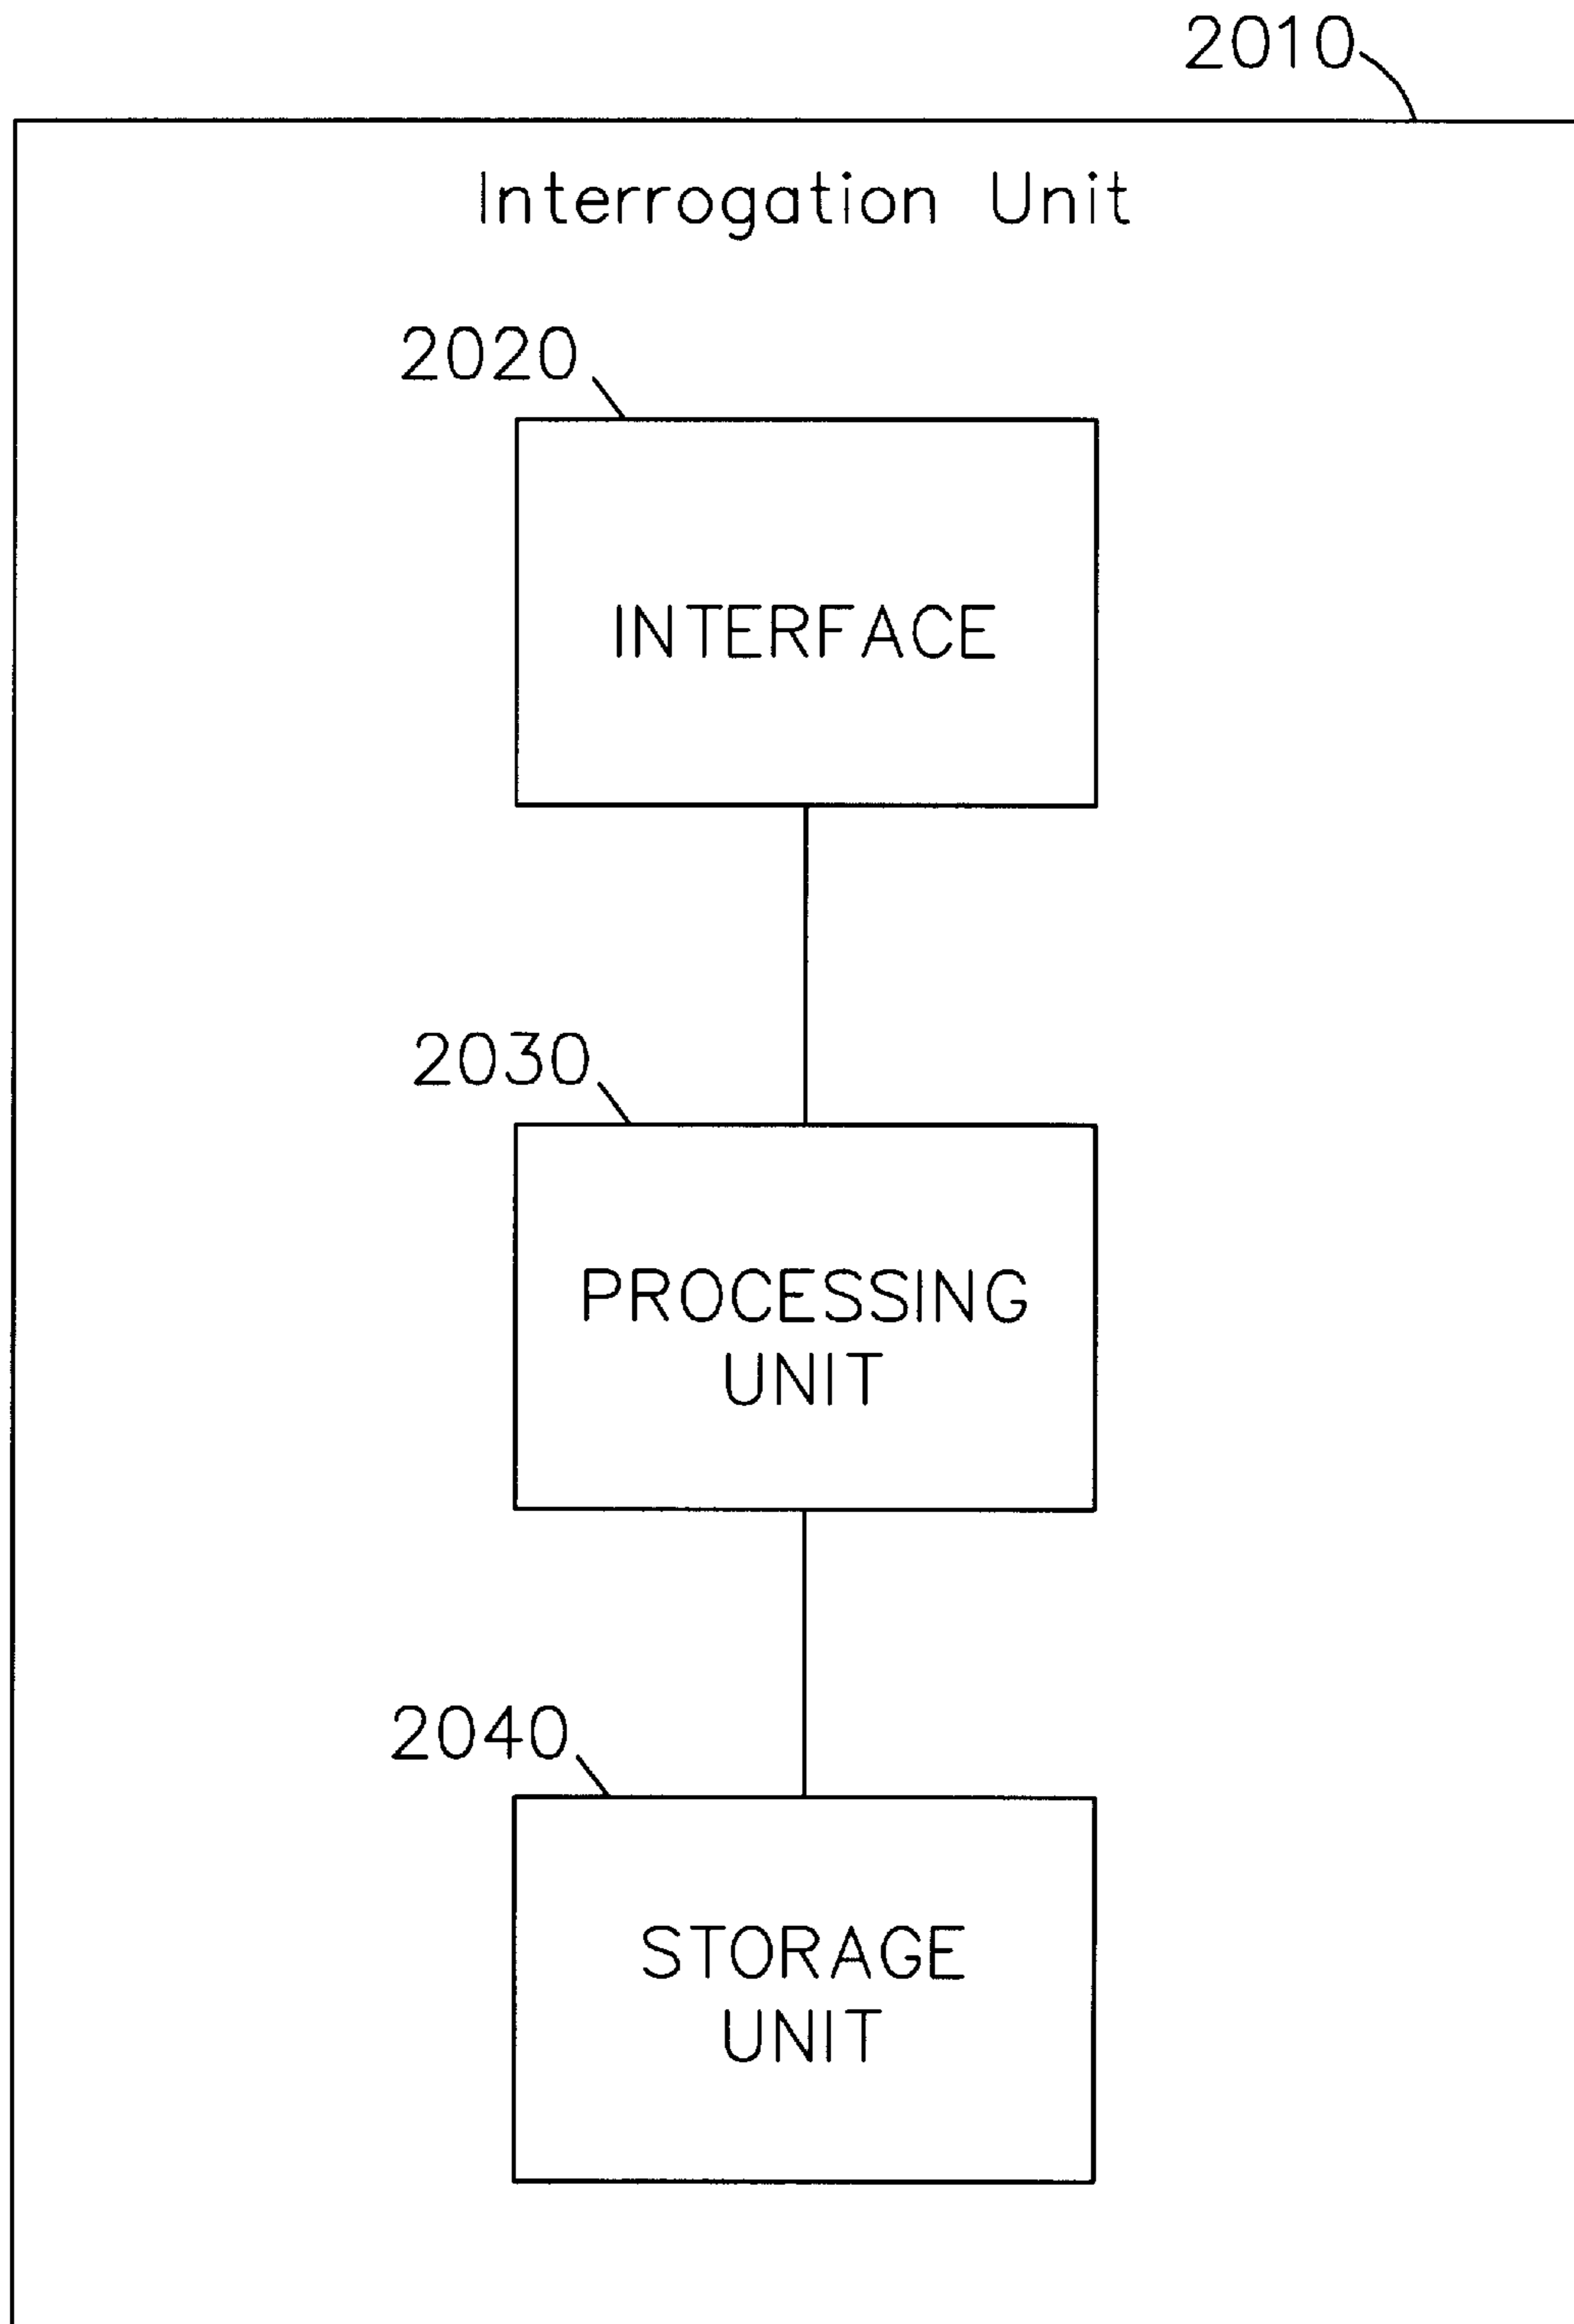 2010
Interrogation Unit
2020
INTERFACE
2030
PROCESSING
UNIT
2040
STORAGE
UNIT